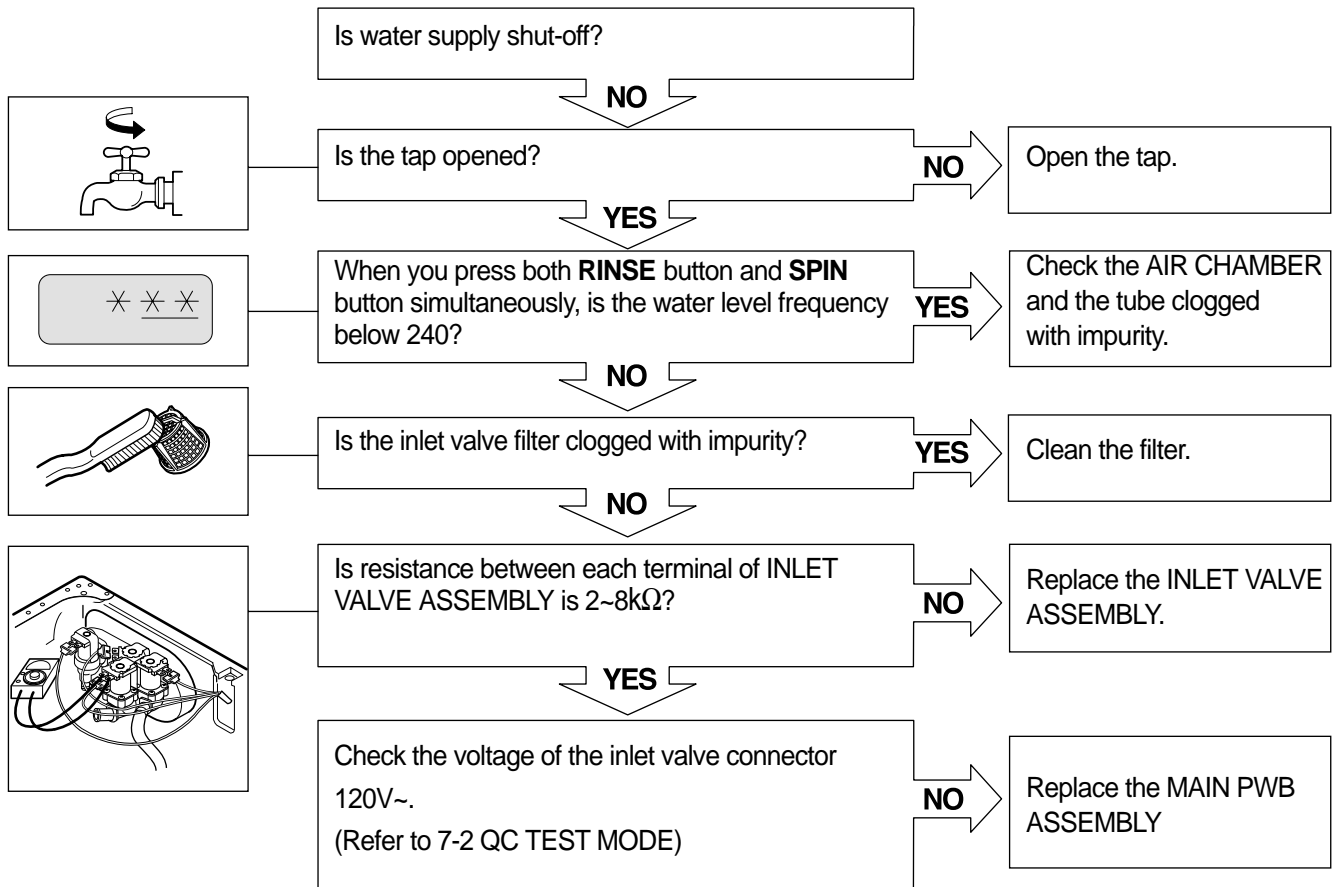 Is water supply shut-off?
NO
Is the tap opened?
NO
Open the tap.
YES
When you press both RINSE button and SPIN
button simultaneously, is the water level frequency
below 240?
YES
Check the AIR CHAMBER
and the tube clogged
with impurity.
NO
Is the inlet valve filter clogged with impurity?
YES
Clean the filter.
NO
Is resistance between each terminal of INLET
VALVE ASSEMBLY is 2~8kΩ?
NO
Replace the INLET VALVE
ASSEMBLY.
YES
Check the voltage of the inlet valve connector
120V~.
(Refer to 7-2 QC TEST MODE)
NO
Replace the MAIN PWB
ASSEMBLY